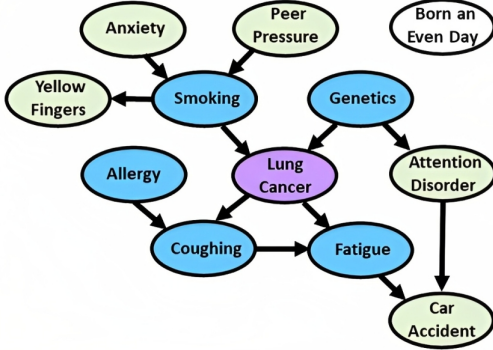 Anxiety
Peer
Pressure
Born an
Even Day
Yellow
Fingers
Smoking
Genetics
Allergy
Lung
Cancer
Attention
Disorder
Coughing
Fatigue
Car
Accident